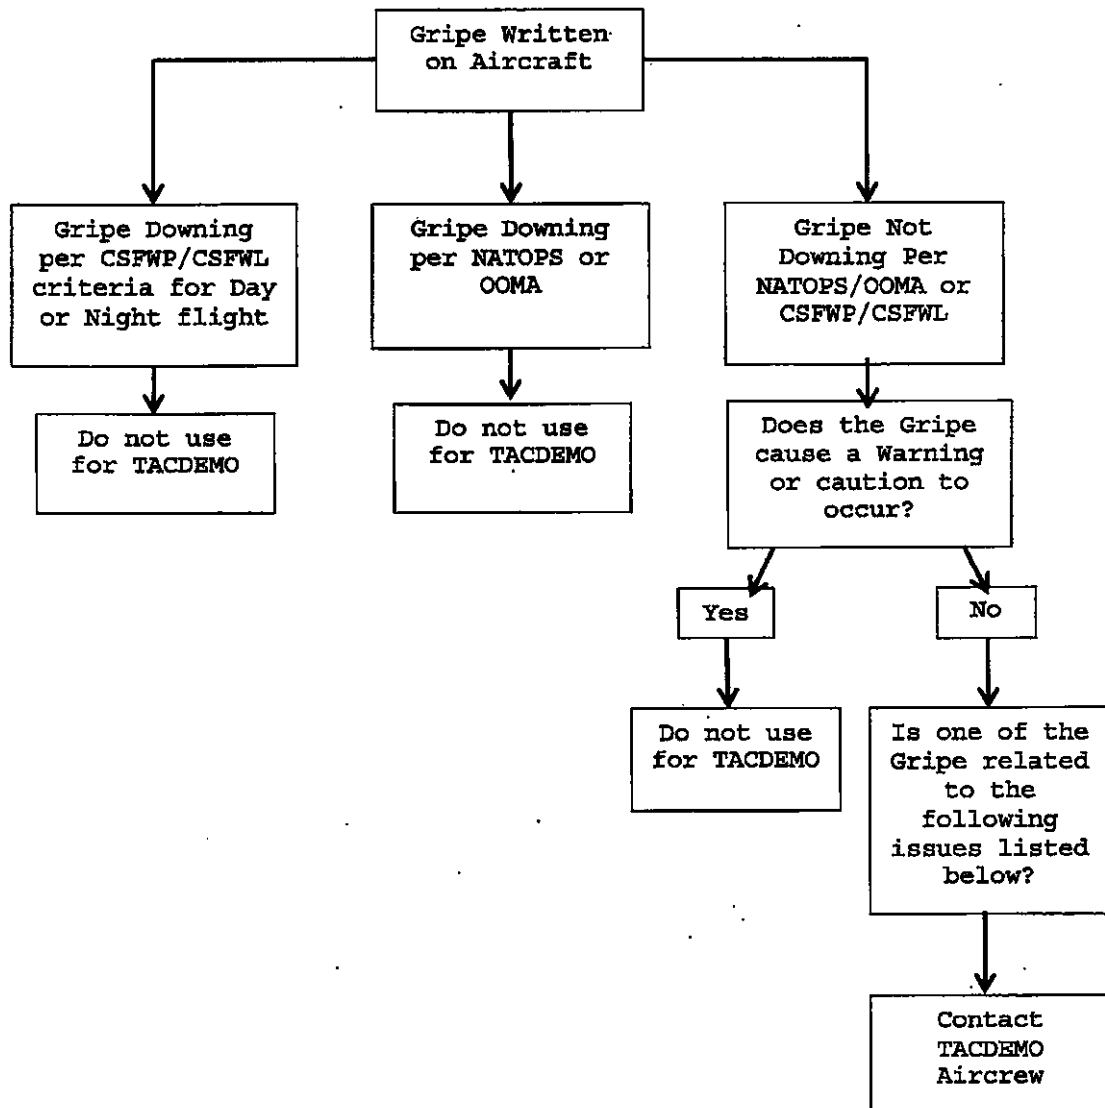 Gripe Written
on Aircraft
Gripe Downing
per CSFWP/CSFWL
criteria for Day
or Night flight
Gripe Downing
per NATOPS or
OOMA
Gripe Not
Downing Per
NATOPS/OOMA or
CSFWP/CSFWL
Do not use
for TACDEMO
Do not use
for TACDEMO
Does the Gripe
cause a Warning
or caution to
occur?
Yes
No
Do not use
for TACDEMO
Is one of the
Gripe related
to the
following
issues listed
below?
Contact
TACDEMO
Aircrew